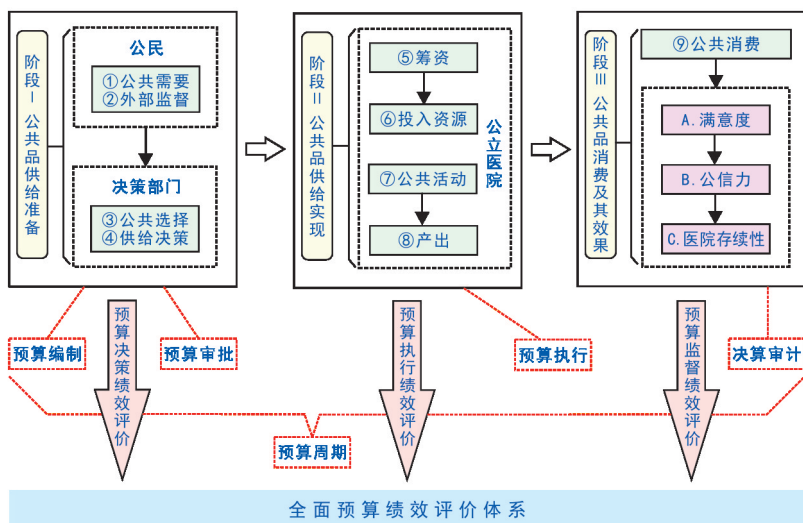 阶段Ⅰ 公共品供给准备
公民
①公共需要
②外部监督
决策部门
③公共选择
④供给决策
阶段Ⅱ 公共品供给实现
⑤筹资
⑥投入资源
⑦公共活动
⑧产出
公立医院
阶段Ⅲ 公共品消费及其效果
⑨公共消费
A.满意度
B.公信力
C.医院存续性
预算编制
预算决策绩效评价
预算审批
预算执行绩效评价
预算执行
预算监督绩效评价
决算审计
预算周期
全面预算绩效评价体系